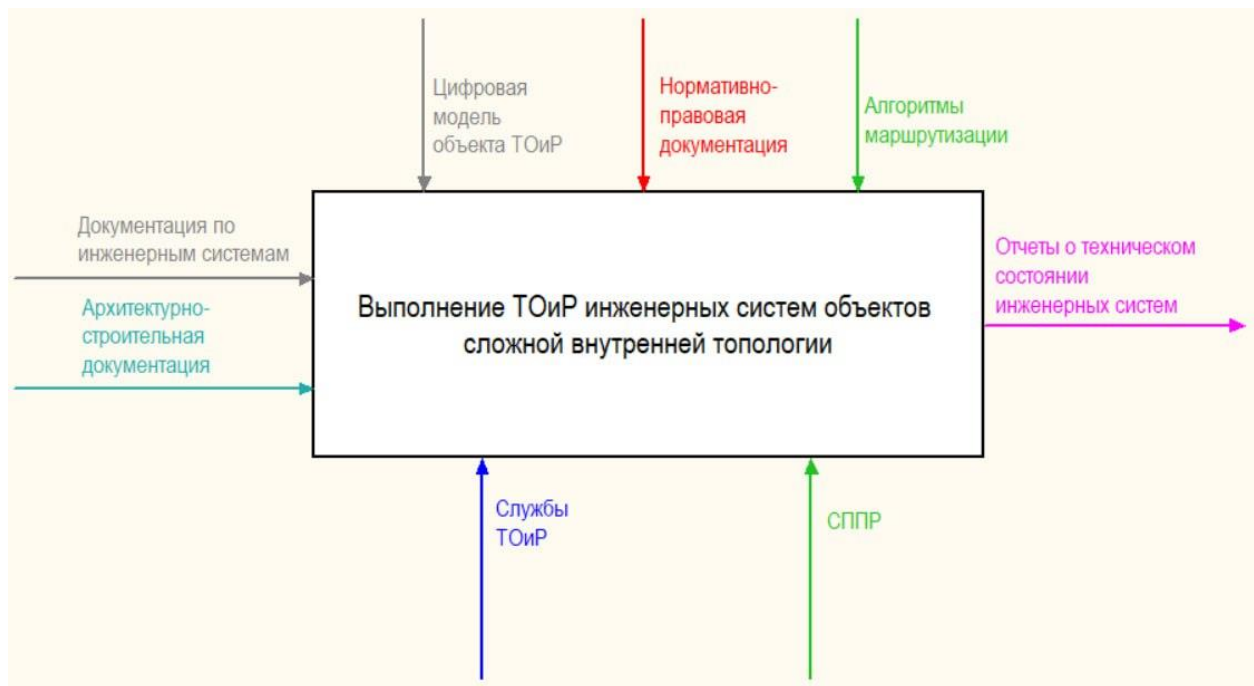 Цифровая
модель
объекта ТОиР
Нормативно-
правовая
документация
Алгоритмы
маршрутизации
Документация по
инженерным системам
Архитектурно-
строительная
документация
Выполнение ТОиР инженерных систем объектов
сложной внутренней топологии
Отчеты о техническом
состоянии
инженерных систем
Службы
ТОиР
СППР